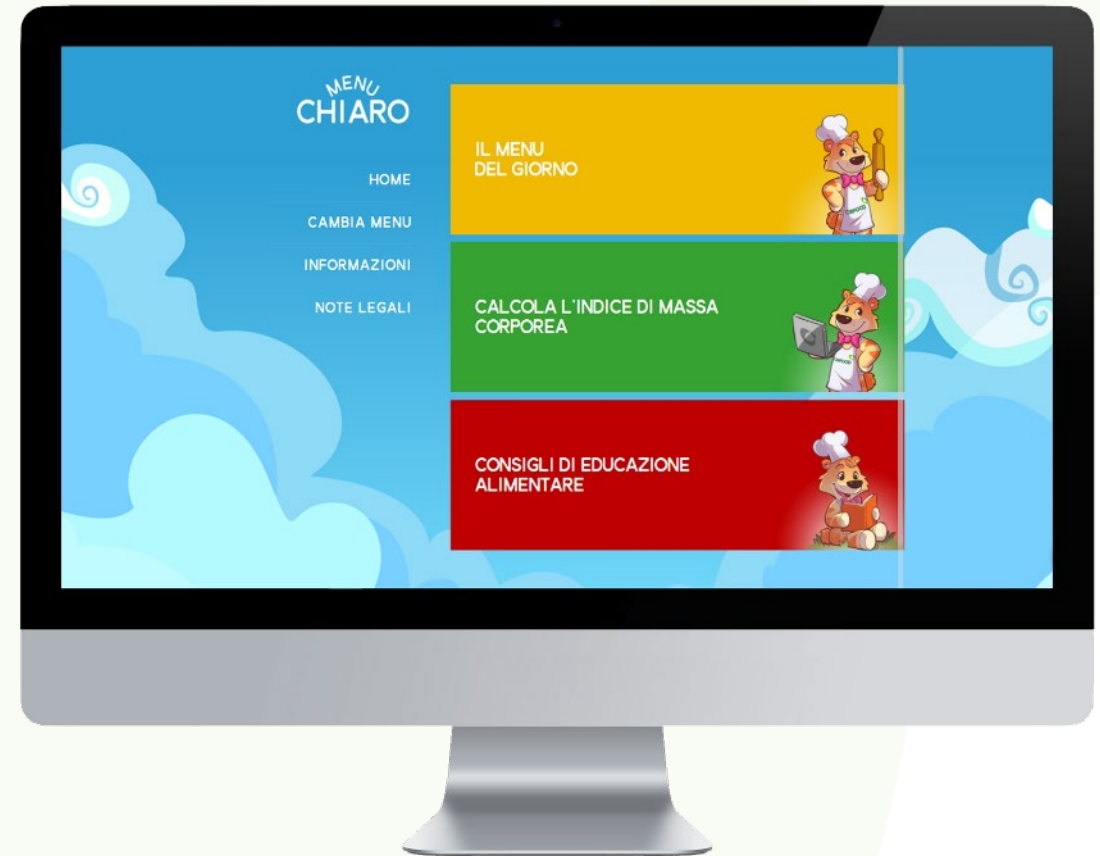 MENU
CHIARO
HOME
CAMBIA MENU
INFORMAZIONI
NOTE LEGALI
IL MENU
DEL GIORNO
CALCOLA L'INDICE DI MASSA
CORPOREA
CONSIGLI DI EDUCAZIONE
ALIMENTARE